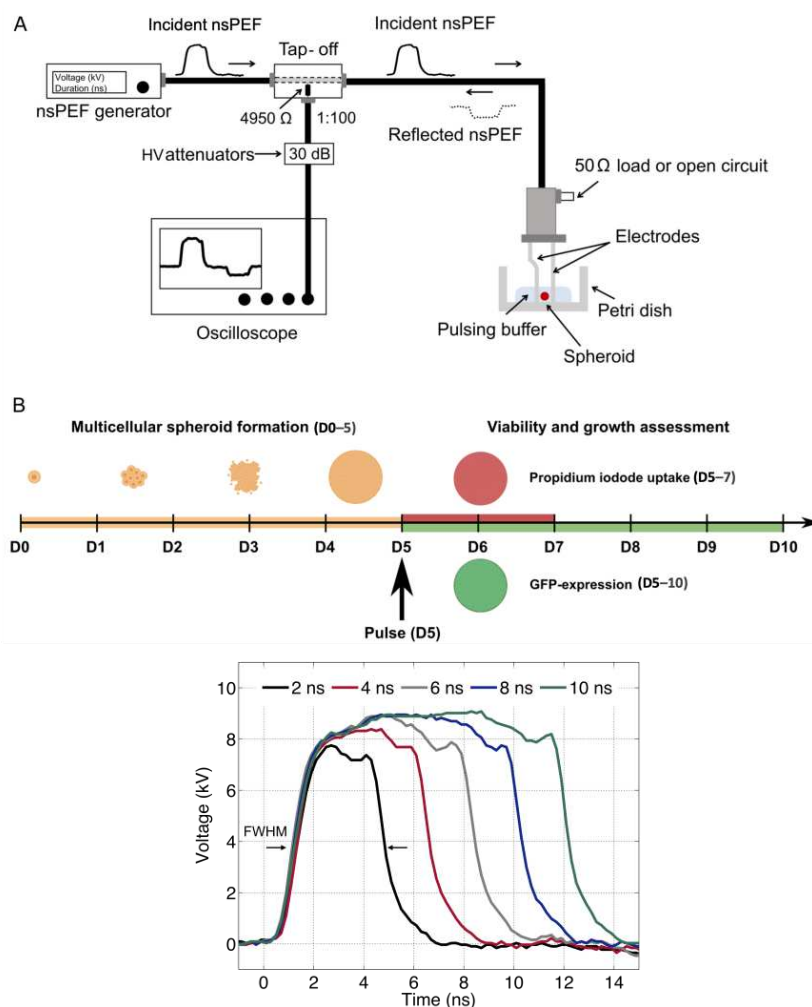 A
Incident nsPEF
Tap-off
Incident nsPEF
Voltage (kV)
Duration (ns)
nsPEF generator
4950 Ω
1:100
Reflected nsPEF
HV attenuators
30 dB
50 Ω load or open circuit
Electrodes
Petri dish
Pulsing buffer
Spheroid
Oscilloscope
B
Multicellular spheroid formation (D0–5)
Viability and growth assessment
Propidium iodode uptake (D5–7)
D0 D1 D2 D3 D4 D5 D6 D7 D8 D9 D10
GFP-expression (D5–10)
Pulse (D5)
2 ns 4 ns 6 ns 8 ns 10 ns
10
8
6
4
2
0
Voltage (kV)
FWHM
0 2 4 6 8 10 12 14
Time (ns)